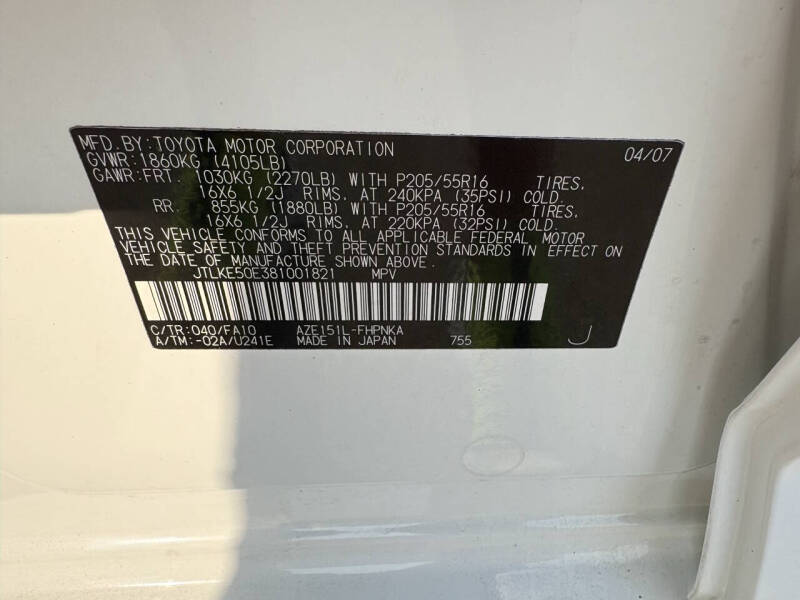 MFD.BY:TOYOTA MOTOR CORPORATION 04/07
GVWR:1860KG (4105LB)
GAWR:FRT. 1030KG (2270LB) WITH P205/55R16 TIRES,
16X6 1/2J RIMS, AT 240KPA (35PSI) COLD.
RR. 855KG (1880LB) WITH P205/55R16 TIRES,
16X6 1/2J RIMS, AT 220KPA (32PSI) COLD.
THIS VEHICLE CONFORMS TO ALL APPLICABLE FEDERAL MOTOR
VEHICLE SAFETY AND THEFT PREVENTION STANDARDS IN EFFECT ON
THE DATE OF MANUFACTURE SHOWN ABOVE.
JTLKE50E381001821 MPV
C/TR:040/FA10 AZE151L-FHPNKA
A/TM:-02A/U241E MADE IN JAPAN 755 J